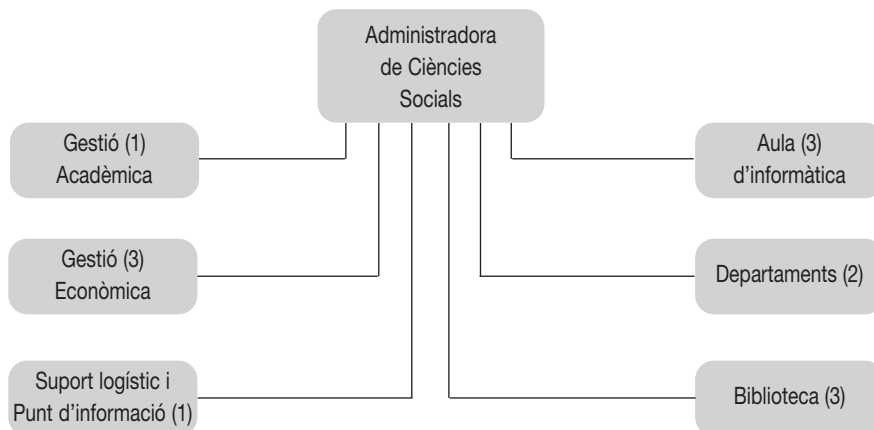 Administradora
de Ciències
Socials
Gestió (1)
Acadèmica
Aula (3)
d’informàtica
Gestió (3)
Econòmica
Departaments (2)
Suport logístic i
Punt d’informació (1)
Biblioteca (3)